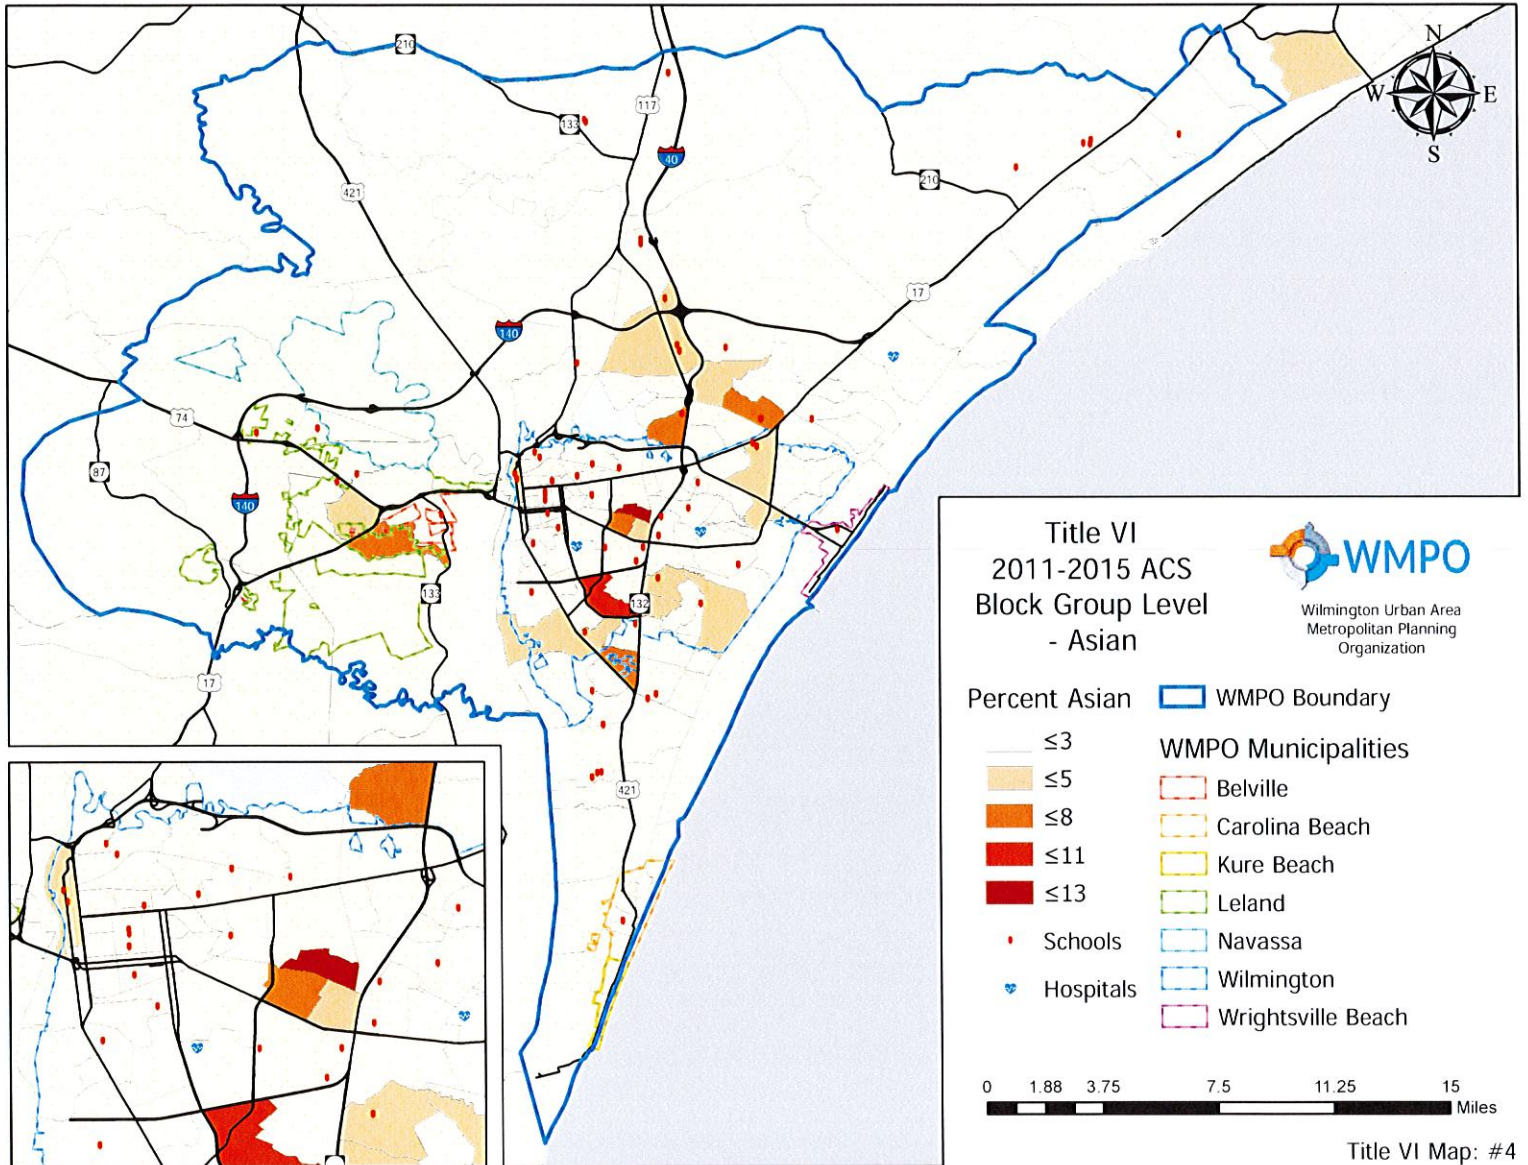 210
117
133
40
421
210
N
W
E
S
17
140
74
87
140
133
132
17
421
Title VI
2011-2015 ACS
Block Group Level
- Asian
WMPO
Wilmington Urban Area
Metropolitan Planning
Organization
Percent Asian
≤3
≤5
≤8
≤11
≤13
Schools
Hospitals
WMPO Boundary
WMPO Municipalities
Belville
Carolina Beach
Kure Beach
Leland
Navassa
Wilmington
Wrightsville Beach
0 1.88 3.75 7.5 11.25 15
Miles
Title VI Map: #4